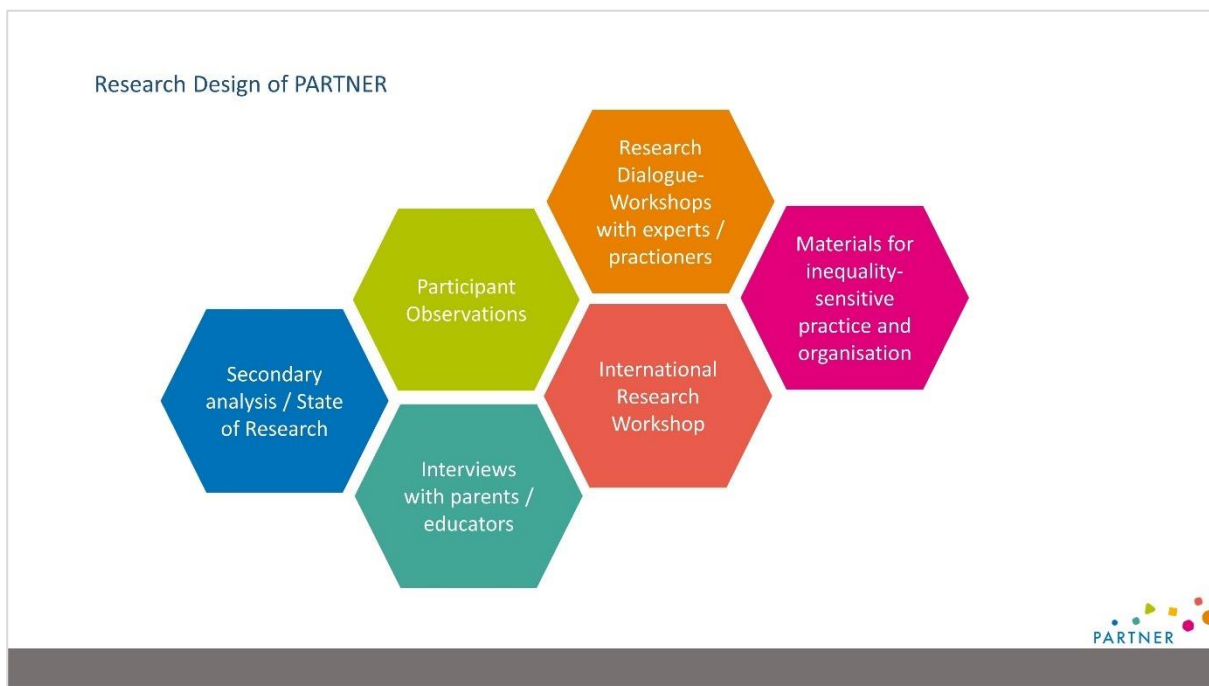 Research Design of PARTNER
Research
Dialogue-
Workshops
with experts /
practioners
Materials for
inequality-
sensitive
practice and
organisation
Participant
Observations
Secondary
analysis / State
of Research
International
Research
Workshop
Interviews
with parents /
educators
PARTNER